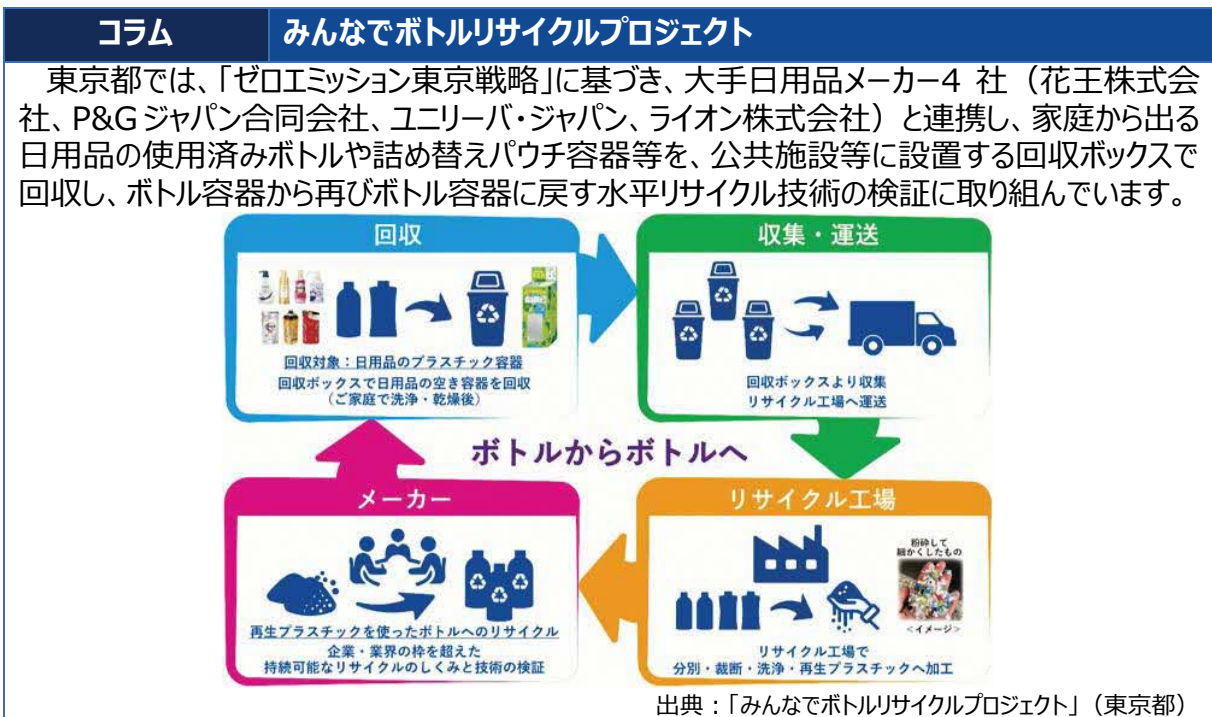 コラム
みんなでボトルリサイクルプロジェクト
東京都では、「ゼロエミッション東京戦略」に基づき、大手日用品メーカー4 社（花王株式会
社、P&G ジャパン合同会社、ユニリーバ・ジャパン、ライオン株式会社）と連携し、家庭から出る
日用品の使用済みボトルや詰め替えパウチ容器等を、公共施設等に設置する回収ボックスで
回収し、ボトル容器から再びボトル容器に戻す水平リサイクル技術の検証に取り組んでいます。
回収
回収対象：日用品のプラスチック容器
回収ボックスで日用品の空き容器を回収
（ご家庭で洗浄・乾燥後）
収集・運送
回収ボックスより収集
リサイクル工場へ運送
ボトルからボトルへ
メーカー
再生プラスチックを使ったボトルへのリサイクル
企業・業界の枠を超えた
持続可能なリサイクルのしくみと技術の検証
リサイクル工場
粉砕して
細かくしたもの
＜イメージ＞
リサイクル工場で
分別・裁断・洗浄・再生プラスチックへ加工
出典：「みんなでボトルリサイクルプロジェクト」（東京都）